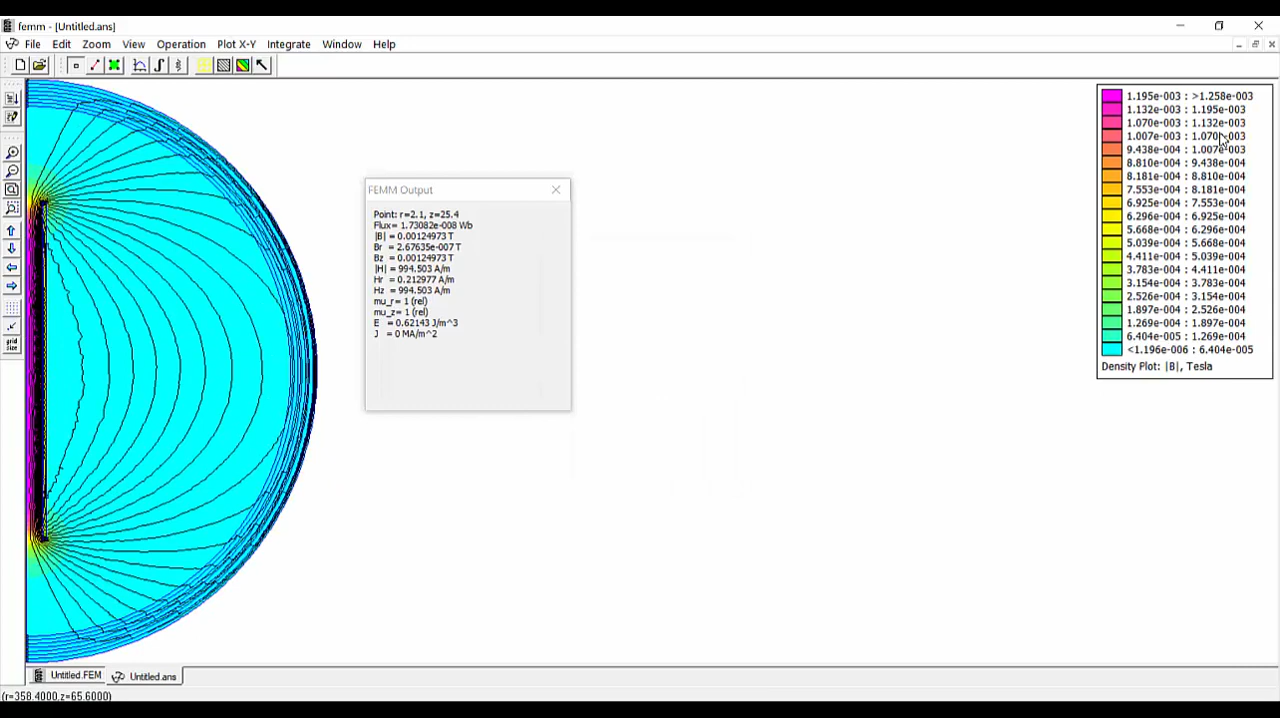 femm - [Untitled.ans]
File Edit Zoom View Operation Plot X-Y Integrate Window Help
FEMM Output
Point: r=2.1, z=25.4
Flux= 1.73082e-008 Wb
|B| = 0.00124973 T
Br = 2.67635e-007 T
Bz = 0.00124973 T
|H| = 994.503 A/m
Hr = 0.212977 A/m
Hz = 994.503 A/m
mu_r= 1 (rel)
mu_z= 1 (rel)
E = 0.62143 J/m^3
J = 0 MA/m^2
1.195e-003 : >1.258e-003
1.132e-003 : 1.195e-003
1.070e-003 : 1.132e-003
1.007e-003 : 1.070e-003
9.438e-004 : 1.007e-003
8.810e-004 : 9.438e-004
8.181e-004 : 8.810e-004
7.553e-004 : 8.181e-004
6.925e-004 : 7.553e-004
6.296e-004 : 6.925e-004
5.668e-004 : 6.296e-004
5.039e-004 : 5.668e-004
4.411e-004 : 5.039e-004
3.783e-004 : 4.411e-004
3.154e-004 : 3.783e-004
2.526e-004 : 3.154e-004
1.897e-004 : 2.526e-004
1.269e-004 : 1.897e-004
6.404e-005 : 1.269e-004
<1.196e-006 : 6.404e-005
Density Plot: |B|, Tesla
grid
size
Untitled.FEM Untitled.ans
(r=358.4000,z=65.6000)